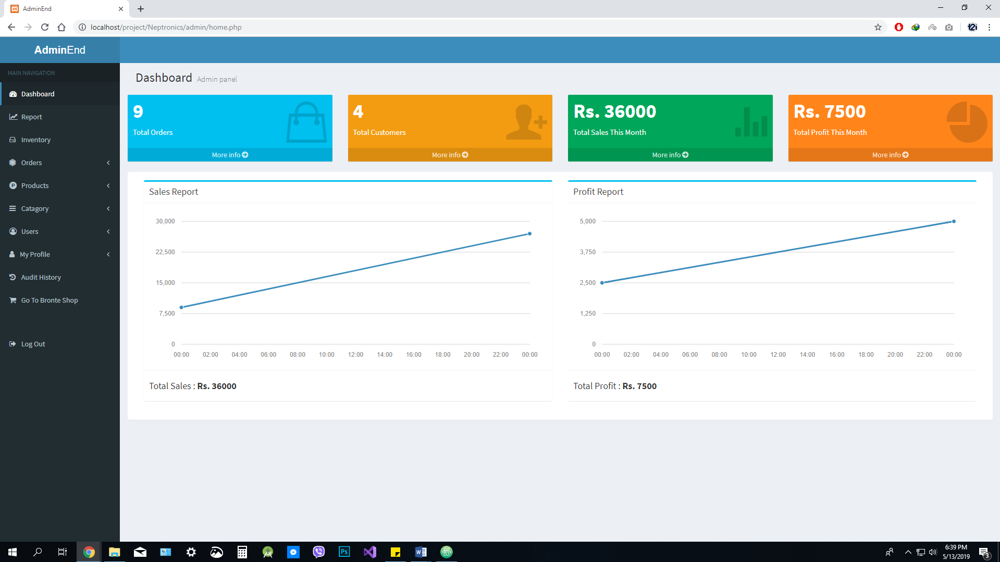 AdminEnd
localhost/project/Neptronics/admin/home.php
AdminEnd
MAIN NAVIGATION
Dashboard
Report
Inventory
Orders
Products
Catagory
Users
My Profile
Audit History
Go To Bronte Shop
Log Out
Dashboard Admin panel
9
Total Orders
More info
4
Total Customers
More info
Rs. 36000
Total Sales This Month
More info
Rs. 7500
Total Profit This Month
More info
Sales Report
30,000
22,500
15,000
7,500
0
00:00 02:00 04:00 06:00 08:00 10:00 12:00 14:00 16:00 18:00 20:00 22:00 00:00
Total Sales : Rs. 36000
Profit Report
5,000
3,750
2,500
1,250
0
00:00 02:00 04:00 06:00 08:00 10:00 12:00 14:00 16:00 18:00 20:00 22:00 00:00
Total Profit : Rs. 7500
Ps
W
6:39 PM
5/13/2019
3